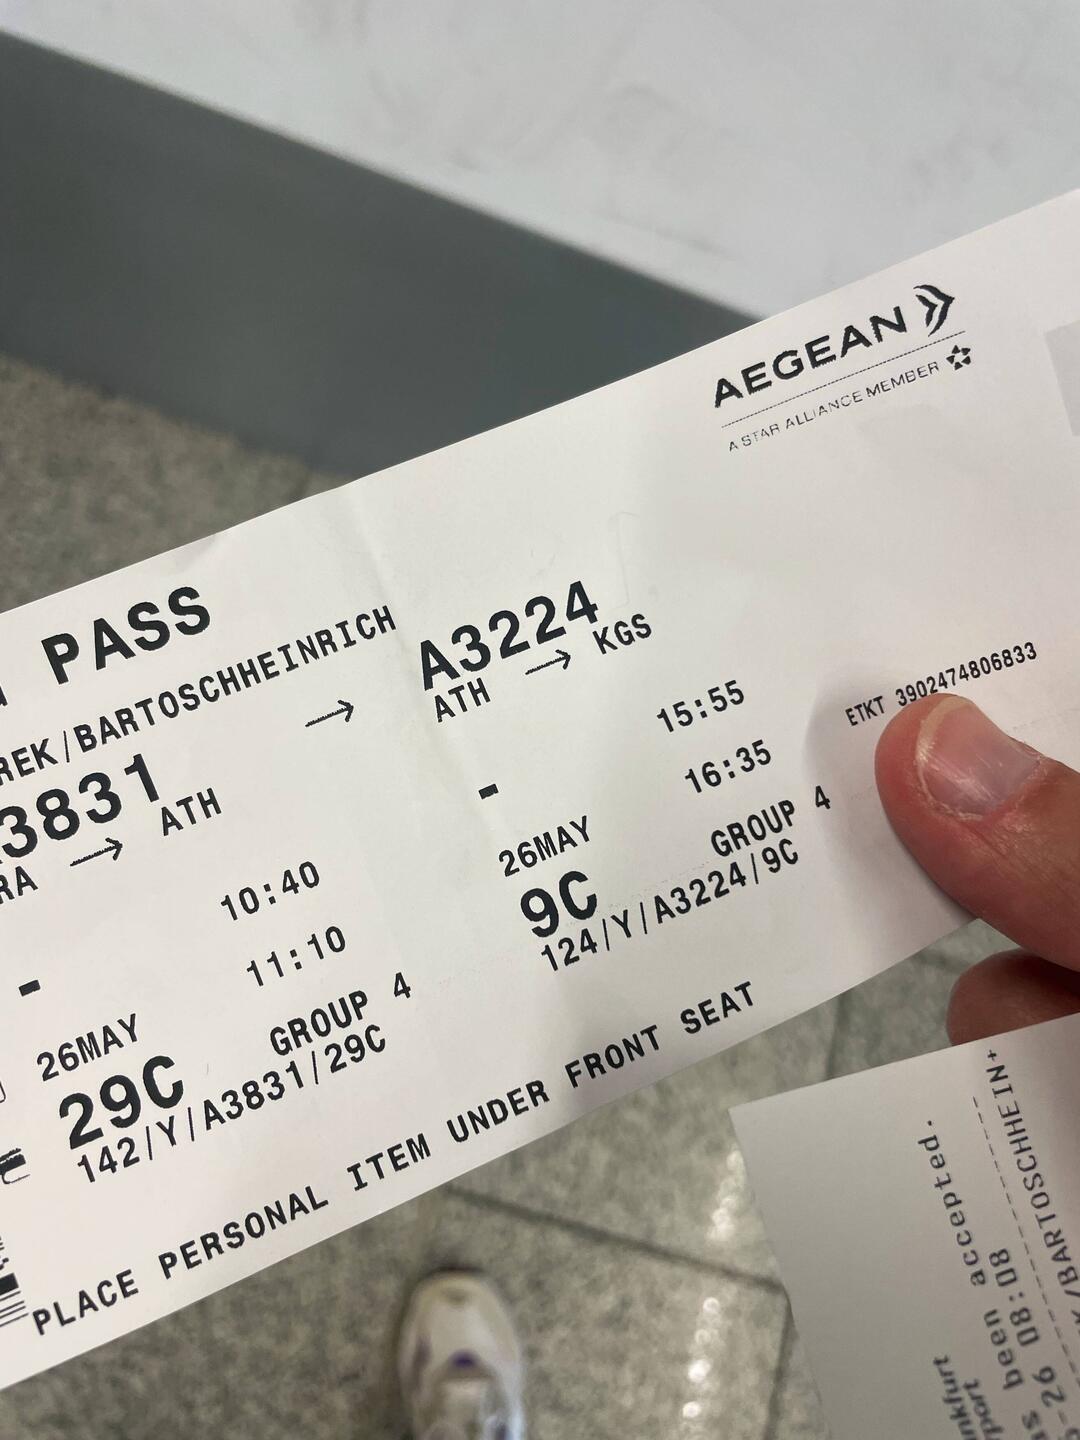 AEGEAN
A STAR ALLIANCE MEMBER
PASS
REK/BARTOSCHHEINRICH
3831 → A3224
RA → ATH
ATH → KGS
10:40
15:55
- 11:10
- 16:35
26MAY
26MAY
29C GROUP 4
9C GROUP 4
142/Y/A3831/29C
124/Y/A3224/9C
ETKT 3902474806833
PLACE PERSONAL ITEM UNDER FRONT SEAT
/BARTOSCHHEIN+
-26 08:08
been accepted.